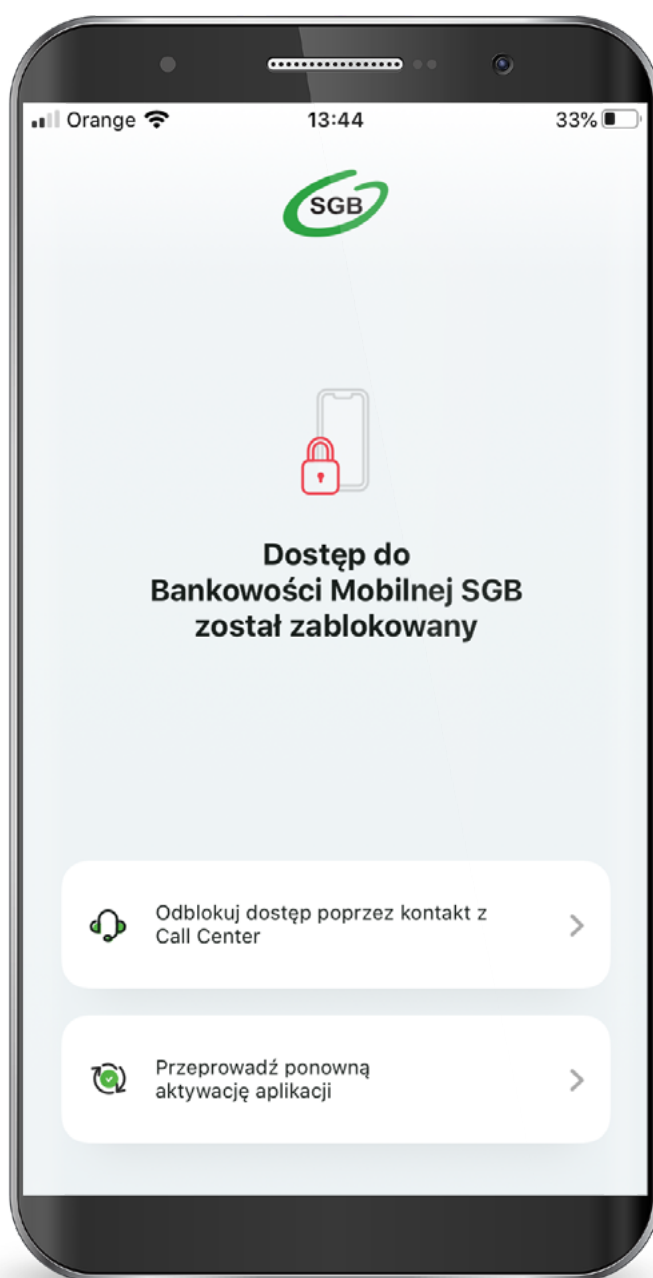 Orange 13:44 33%
SGB
Dostęp do
Bankowości Mobilnej SGB
został zablokowany
Odblokuj dostęp poprzez kontakt z
Call Center
Przeprowadź ponowną
aktywację aplikacji